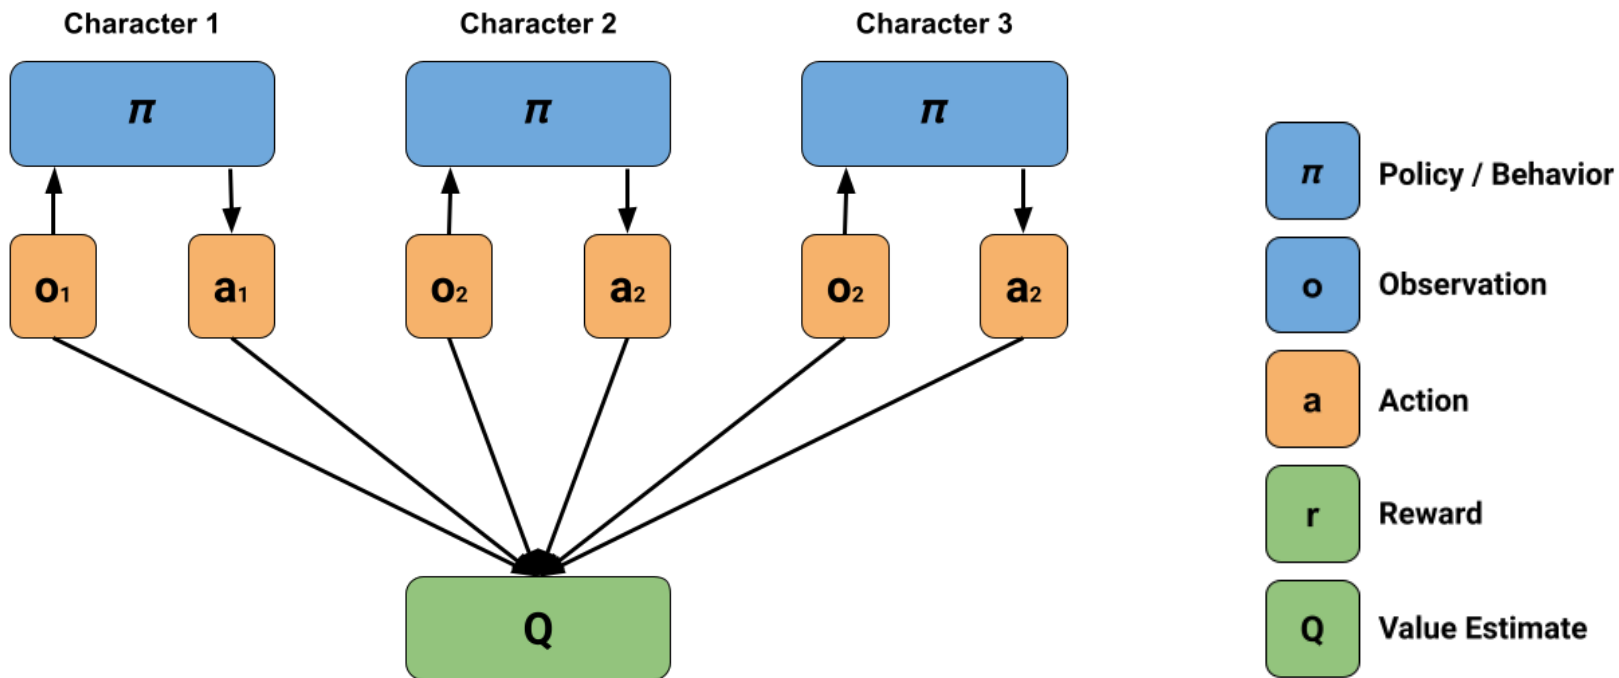 Character 1
Character 2
Character 3
π
π
π
o1
a1
o2
a2
o2
a2
Q
π Policy / Behavior
o Observation
a Action
r Reward
Q Value Estimate